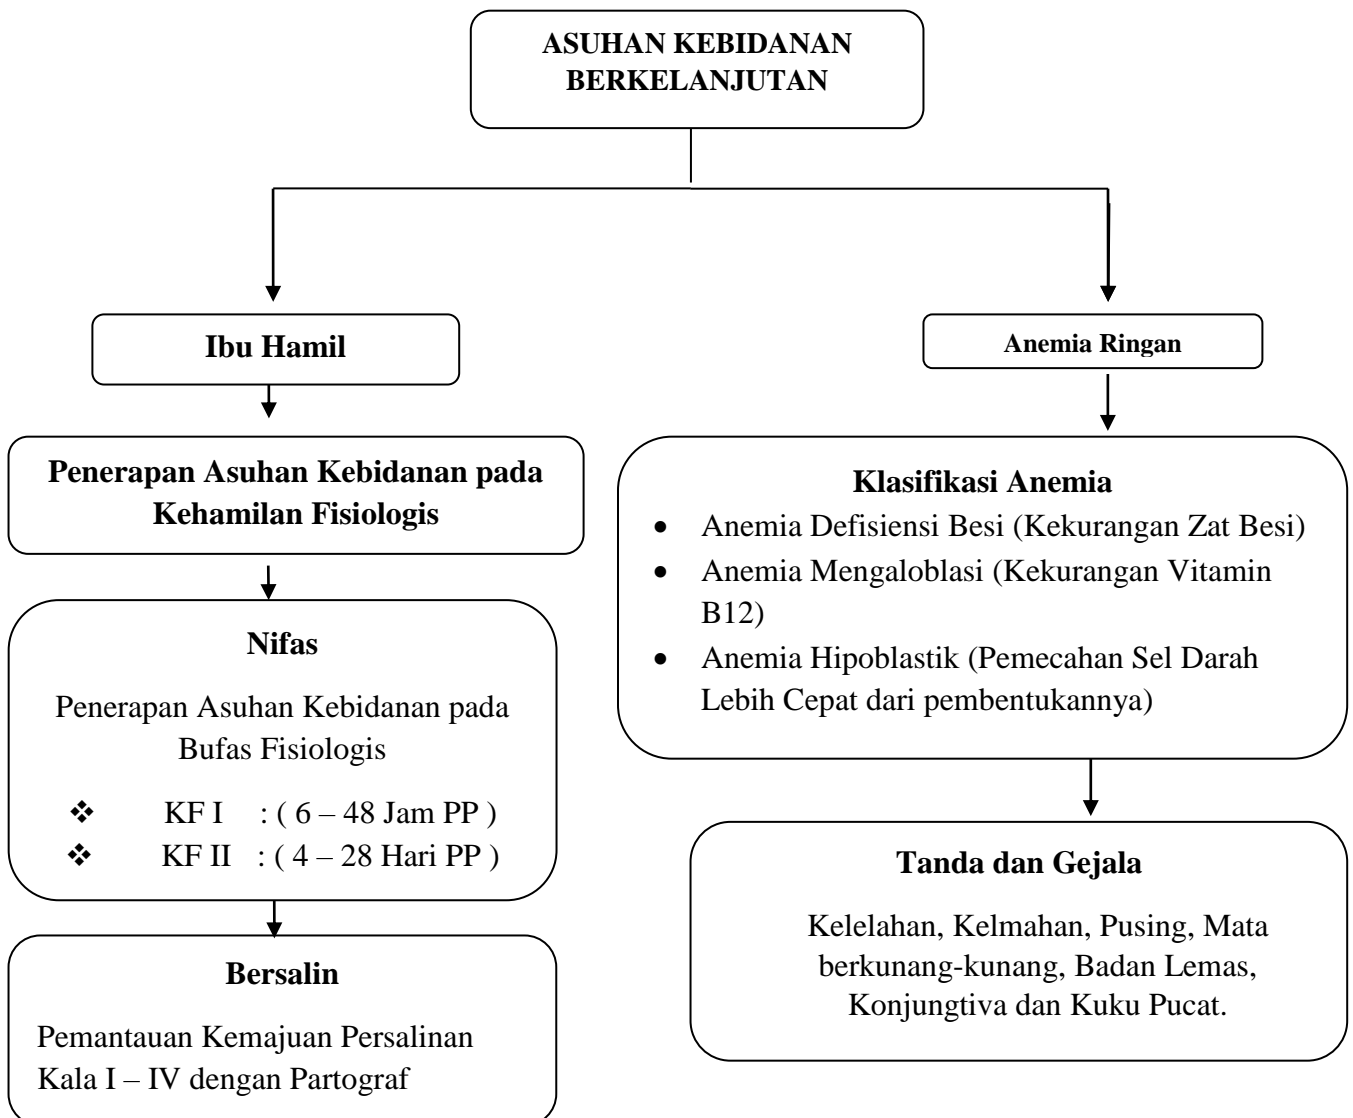 ASUHAN KEBIDANAN
BERKELANJUTAN
Ibu Hamil
Penerapan Asuhan Kebidanan pada
Kehamilan Fisiologis
Nifas
Penerapan Asuhan Kebidanan pada
Bufas Fisiologis
❖ KF I : ( 6 – 48 Jam PP )
❖ KF II : ( 4 – 28 Hari PP )
Bersalin
Pemantauan Kemajuan Persalinan
Kala I – IV dengan Partograf
Anemia Ringan
Klasifikasi Anemia
• Anemia Defisiensi Besi (Kekurangan Zat Besi)
• Anemia Mengaloblasi (Kekurangan Vitamin
B12)
• Anemia Hipoblastik (Pemecahan Sel Darah
Lebih Cepat dari pembentukannya)
Tanda dan Gejala
Kelelahan, Kelmahan, Pusing, Mata
berkunang-kunang, Badan Lemas,
Konjungtiva dan Kuku Pucat.